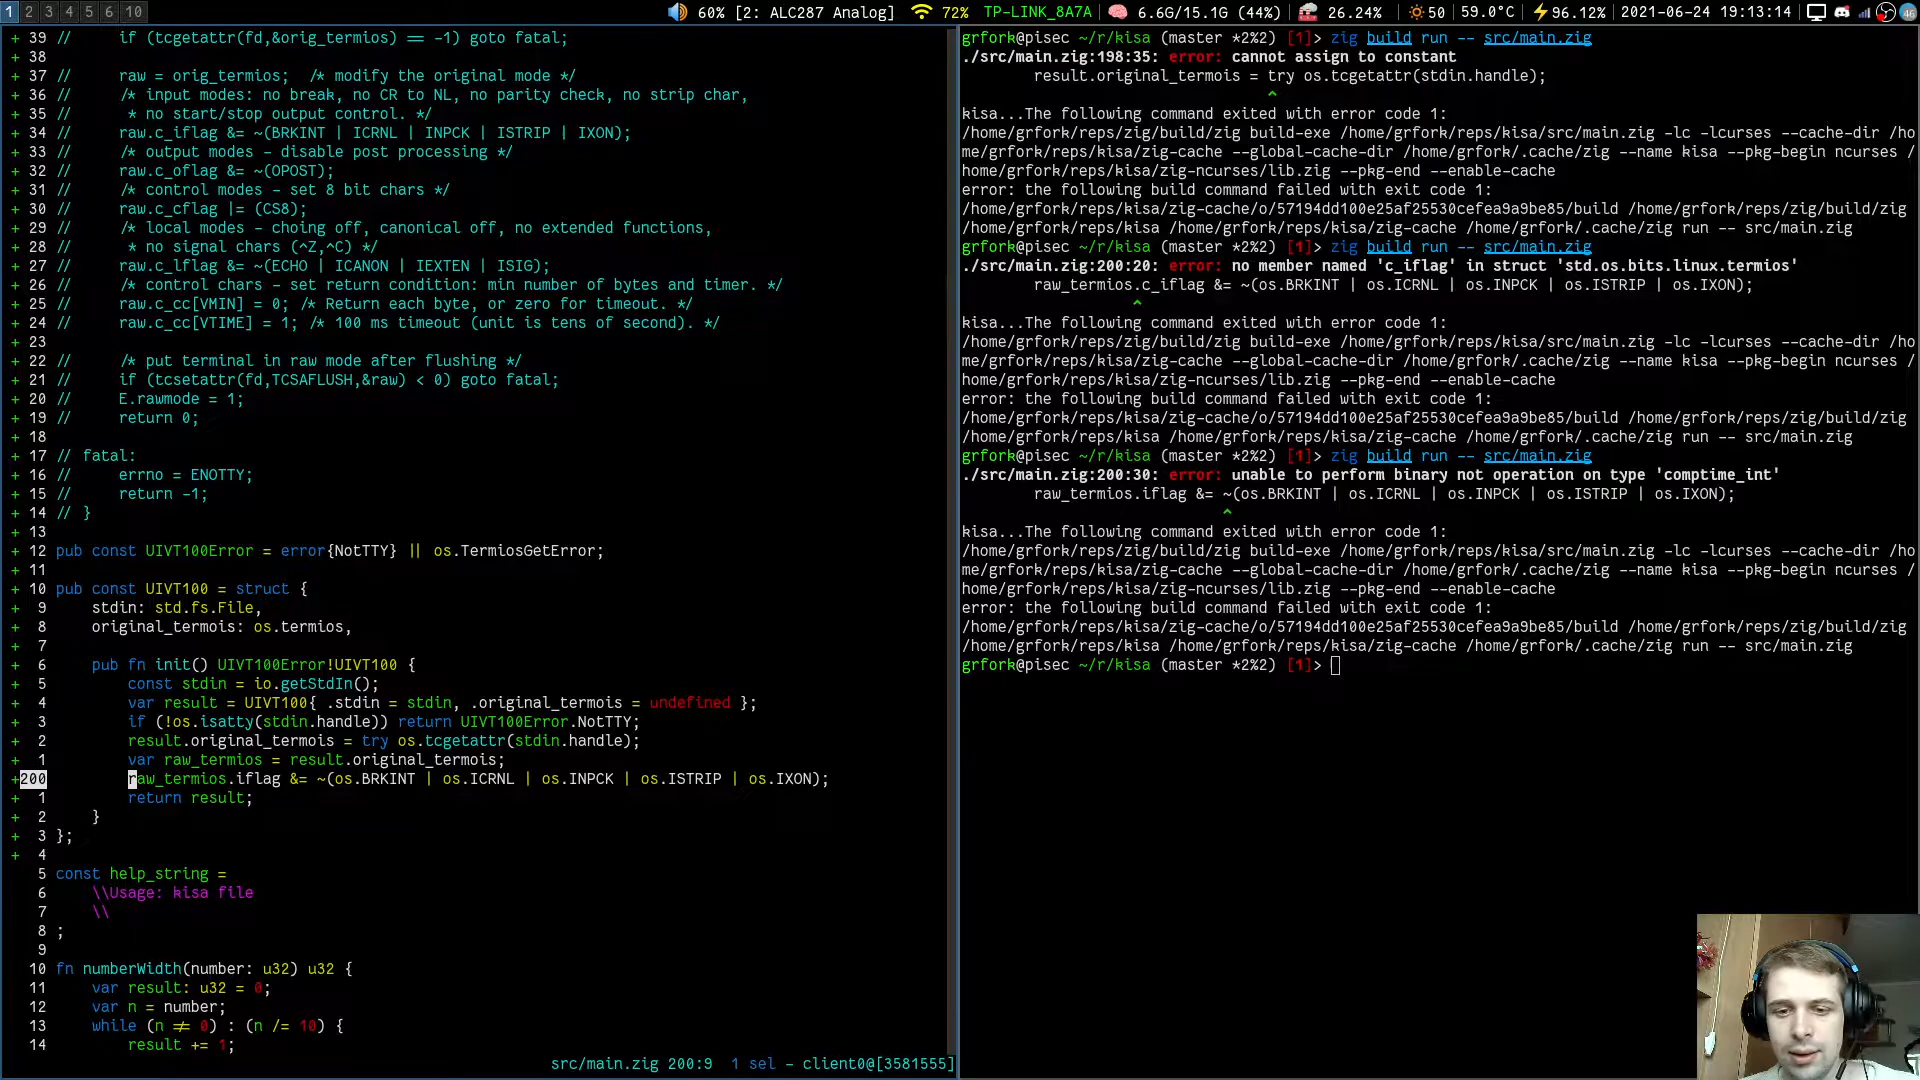 1 2 3 4 5 6 10
60% [2: ALC287 Analog] 72% TP-LINK_8A7A 6.6G/15.1G (44%) 26.24% 50 59.0°C 96.12% 2021-06-24 19:13:14 46
+ 39 //     if (tcgetattr(fd,&orig_termios) == -1) goto fatal;
+ 38
+ 37 //     raw = orig_termios;  /* modify the original mode */
+ 36 //     /* input modes: no break, no CR to NL, no parity check, no strip char,
+ 35 //      * no start/stop output control. */
+ 34 //     raw.c_iflag &= ~(BRKINT | ICRNL | INPCK | ISTRIP | IXON);
+ 33 //     /* output modes - disable post processing */
+ 32 //     raw.c_oflag &= ~(OPOST);
+ 31 //     /* control modes - set 8 bit chars */
+ 30 //     raw.c_cflag |= (CS8);
+ 29 //     /* local modes - choing off, canonical off, no extended functions,
+ 28 //      * no signal chars (^Z,^C) */
+ 27 //     raw.c_lflag &= ~(ECHO | ICANON | IEXTEN | ISIG);
+ 26 //     /* control chars - set return condition: min number of bytes and timer. */
+ 25 //     raw.c_cc[VMIN] = 0; /* Return each byte, or zero for timeout. */
+ 24 //     raw.c_cc[VTIME] = 1; /* 100 ms timeout (unit is tens of second). */
+ 23
+ 22 //     /* put terminal in raw mode after flushing */
+ 21 //     if (tcsetattr(fd,TCSAFLUSH,&raw) < 0) goto fatal;
+ 20 //     E.rawmode = 1;
+ 19 //     return 0;
+ 18
+ 17 // fatal:
+ 16 //     errno = ENOTTY;
+ 15 //     return -1;
+ 14 // }
+ 13
+ 12 pub const UIVT100Error = error{NotTTY} || os.TermiosGetError;
+ 11
+ 10 pub const UIVT100 = struct {
+ 9     stdin: std.fs.File,
+ 8     original_termois: os.termios,
+ 7
+ 6     pub fn init() UIVT100Error!UIVT100 {
+ 5         const stdin = io.getStdIn();
+ 4         var result = UIVT100{ .stdin = stdin, .original_termois = undefined };
+ 3         if (!os.isatty(stdin.handle)) return UIVT100Error.NotTTY;
+ 2         result.original_termois = try os.tcgetattr(stdin.handle);
+ 1         var raw_termios = result.original_termois;
+200         raw_termios.iflag &= ~(os.BRKINT | os.ICRNL | os.INPCK | os.ISTRIP | os.IXON);
+ 1         return result;
+ 2     }
+ 3 };
+ 4
5 const help_string =
6     \\Usage: kisa file
7     \\
8 ;
9
10 fn numberWidth(number: u32) u32 {
11     var result: u32 = 0;
12     var n = number;
13     while (n ≠ 0) : (n /= 10) {
14         result += 1;
src/main.zig 200:9  1 sel - client0@[3581555]
grfork@pisec ~/r/kisa (master *2%2) [1]> zig build run -- src/main.zig
./src/main.zig:198:35: error: cannot assign to constant
        result.original_termois = try os.tcgetattr(stdin.handle);
^
kisa...The following command exited with error code 1:
/home/grfork/reps/zig/build/zig build-exe /home/grfork/reps/kisa/src/main.zig -lc -lcurses --cache-dir /ho
me/grfork/reps/kisa/zig-cache --global-cache-dir /home/grfork/.cache/zig --name kisa --pkg-begin ncurses /
home/grfork/reps/kisa/zig-ncurses/lib.zig --pkg-end --enable-cache
error: the following build command failed with exit code 1:
/home/grfork/reps/kisa/zig-cache/o/57194dd100e25af25530cefea9a9be85/build /home/grfork/reps/zig/build/zig
/home/grfork/reps/kisa /home/grfork/reps/kisa/zig-cache /home/grfork/.cache/zig run -- src/main.zig
grfork@pisec ~/r/kisa (master *2%2) [1]> zig build run -- src/main.zig
./src/main.zig:200:20: error: no member named 'c_iflag' in struct 'std.os.bits.linux.termios'
        raw_termios.c_iflag &= ~(os.BRKINT | os.ICRNL | os.INPCK | os.ISTRIP | os.IXON);
^
kisa...The following command exited with error code 1:
/home/grfork/reps/zig/build/zig build-exe /home/grfork/reps/kisa/src/main.zig -lc -lcurses --cache-dir /ho
me/grfork/reps/kisa/zig-cache --global-cache-dir /home/grfork/.cache/zig --name kisa --pkg-begin ncurses /
home/grfork/reps/kisa/zig-ncurses/lib.zig --pkg-end --enable-cache
error: the following build command failed with exit code 1:
/home/grfork/reps/kisa/zig-cache/o/57194dd100e25af25530cefea9a9be85/build /home/grfork/reps/zig/build/zig
/home/grfork/reps/kisa /home/grfork/reps/kisa/zig-cache /home/grfork/.cache/zig run -- src/main.zig
grfork@pisec ~/r/kisa (master *2%2) [1]> zig build run -- src/main.zig
./src/main.zig:200:30: error: unable to perform binary not operation on type 'comptime_int'
        raw_termios.iflag &= ~(os.BRKINT | os.ICRNL | os.INPCK | os.ISTRIP | os.IXON);
^
kisa...The following command exited with error code 1:
/home/grfork/reps/zig/build/zig build-exe /home/grfork/reps/kisa/src/main.zig -lc -lcurses --cache-dir /ho
me/grfork/reps/kisa/zig-cache --global-cache-dir /home/grfork/.cache/zig --name kisa --pkg-begin ncurses /
home/grfork/reps/kisa/zig-ncurses/lib.zig --pkg-end --enable-cache
error: the following build command failed with exit code 1:
/home/grfork/reps/kisa/zig-cache/o/57194dd100e25af25530cefea9a9be85/build /home/grfork/reps/zig/build/zig
/home/grfork/reps/kisa /home/grfork/reps/kisa/zig-cache /home/grfork/.cache/zig run -- src/main.zig
grfork@pisec ~/r/kisa (master *2%2) [1]>